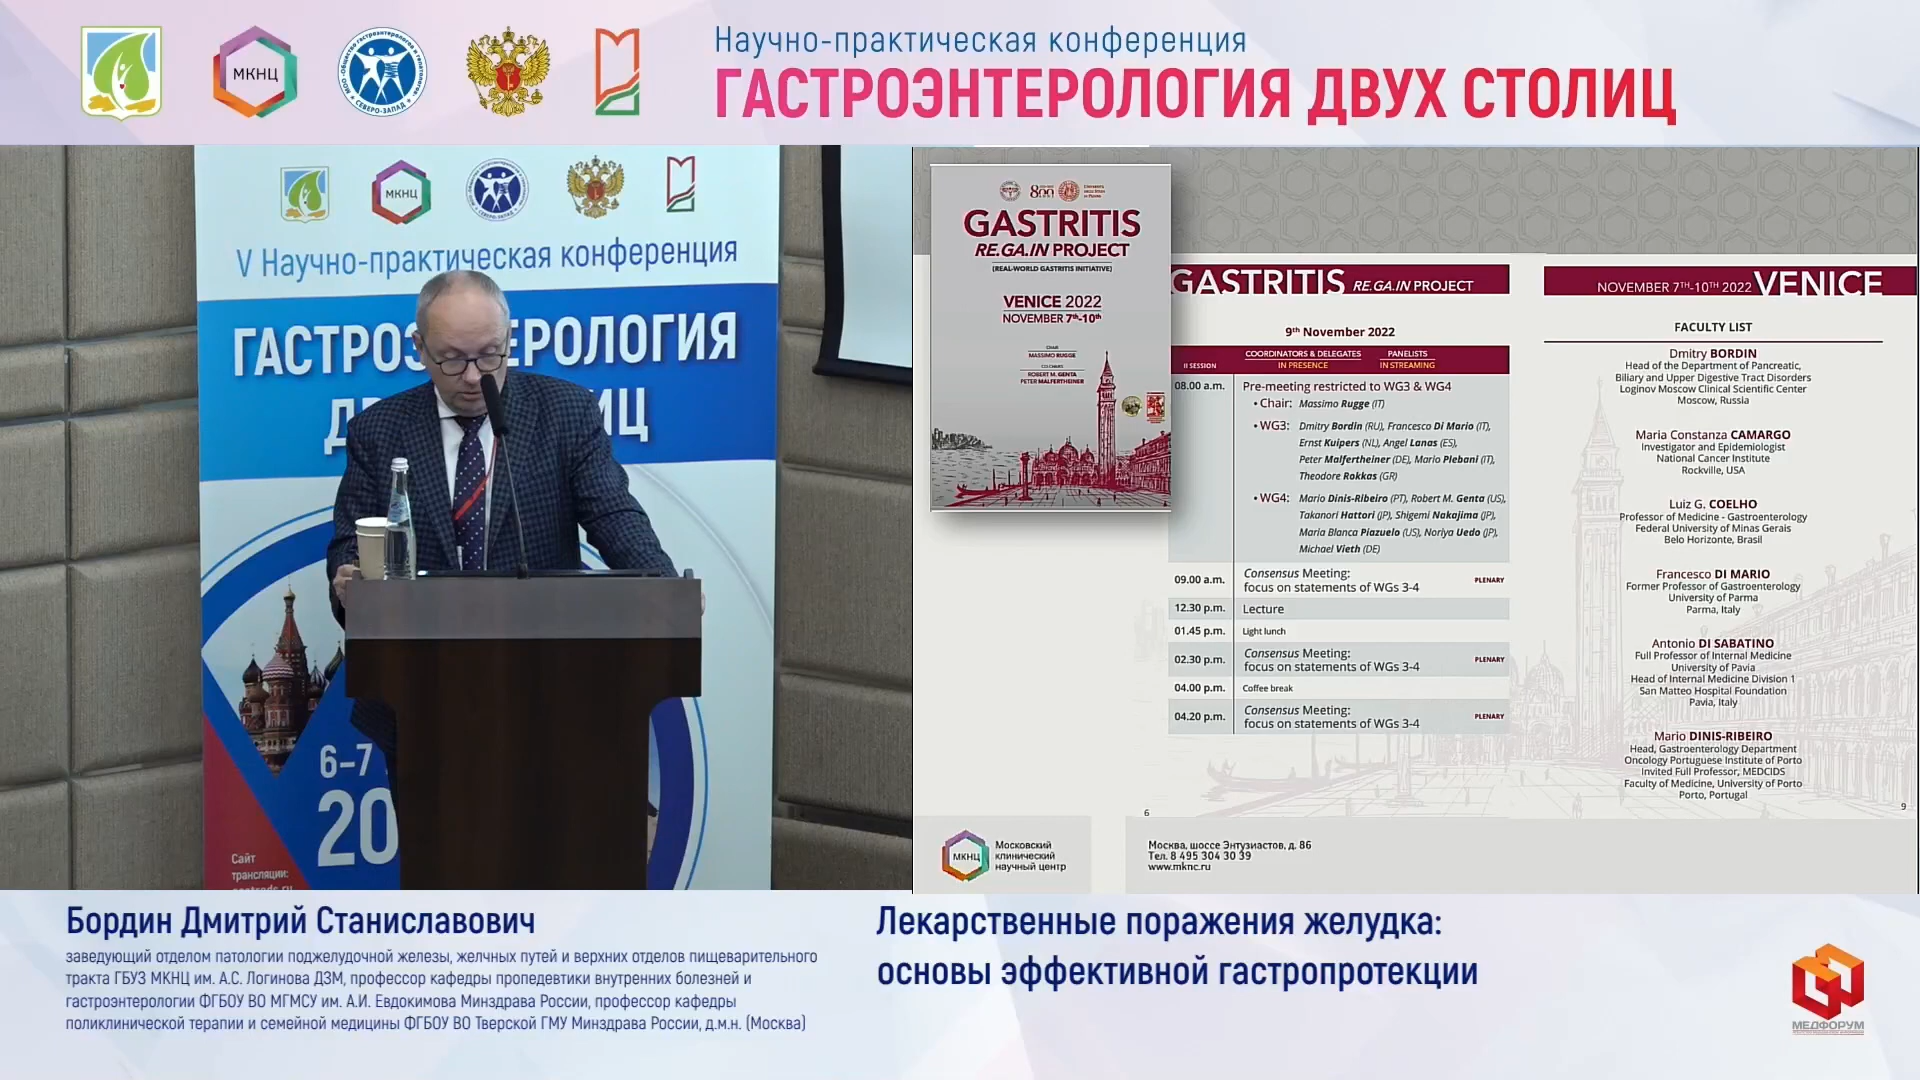 Научно-практическая конференция
ГАСТРОЭНТЕРОЛОГИЯ ДВУХ СТОЛИЦ
МКНЦ
СЕВЕРО-ЗАПАД
МКНЦ
СЕВЕРО-ЗАПАД
V Научно-практическая конференция
6–7
20
Сайт
трансляции:
800
GASTRITIS
RE.GA.IN PROJECT
(REAL-WORLD GASTRITIS INITIATIVE)
VENICE 2022
NOVEMBER 7th-10th
CHAIR
MASSIMO RUGGE
CO-CHAIRS
ROBERT M. GENTA
PETER MALFERTHEINER
GASTRITIS RE.GA.IN PROJECT
9th November 2022
II SESSION
COORDINATORS & DELEGATES
IN PRESENCE
PANELISTS
IN STREAMING
08.00 a.m. Pre-meeting restricted to WG3 & WG4
• Chair: Massimo Rugge (IT)
• WG3: Dmitry Bordin (RU), Francesco Di Mario (IT),
Ernst Kuipers (NL), Angel Lanas (ES),
Peter Malfertheiner (DE), Mario Plebani (IT),
Theodore Rokkas (GR)
• WG4: Mario Dinis-Ribeiro (PT), Robert M. Genta (US),
Takanori Hattori (JP), Shigemi Nakajima (JP),
Maria Blanca Piazuelo (US), Noriya Uedo (JP),
Michael Vieth (DE)
09.00 a.m. Consensus Meeting:
focus on statements of WGs 3-4 PLENARY
12.30 p.m. Lecture
01.45 p.m. Light lunch
02.30 p.m. Consensus Meeting:
focus on statements of WGs 3-4 PLENARY
04.00 p.m. Coffee break
04.20 p.m. Consensus Meeting:
focus on statements of WGs 3-4 PLENARY
6
NOVEMBER 7TH-10TH 2022 VENICE
FACULTY LIST
Dmitry BORDIN
Head of the Department of Pancreatic,
Biliary and Upper Digestive Tract Disorders
Loginov Moscow Clinical Scientific Center
Moscow, Russia
Maria Constanza CAMARGO
Investigator and Epidemiologist
National Cancer Institute
Rockville, USA
Luiz G. COELHO
Professor of Medicine - Gastroenterology
Federal University of Minas Gerais
Belo Horizonte, Brasil
Francesco DI MARIO
Former Professor of Gastroenterology
University of Parma
Parma, Italy
Antonio DI SABATINO
Full Professor of Internal Medicine
University of Pavia
Head of Internal Medicine Division 1
San Matteo Hospital Foundation
Pavia, Italy
Mario DINIS-RIBEIRO
Head, Gastroenterology Department
Oncology Portuguese Institute of Porto
Invited Full Professor, MEDCIDS
Faculty of Medicine, University of Porto
Porto, Portugal
9
МКНЦ
Московский
клинический
научный центр
Москва, шоссе Энтузиастов, д. 86
Тел. 8 495 304 30 39
www.mknc.ru
Бордин Дмитрий Станиславович
заведующий отделом патологии поджелудочной железы, желчных путей и верхних отделов пищеварительного
тракта ГБУЗ МКНЦ им. А.С. Логинова ДЗМ, профессор кафедры пропедевтики внутренних болезней и
гастроэнтерологии ФГБОУ ВО МГМСУ им. А.И. Евдокимова Минздрава России, профессор кафедры
поликлинической терапии и семейной медицины ФГБОУ ВО Тверской ГМУ Минздрава России, д.м.н. (Москва)
Лекарственные поражения желудка:
основы эффективной гастропротекции
МЕДФОРУМ